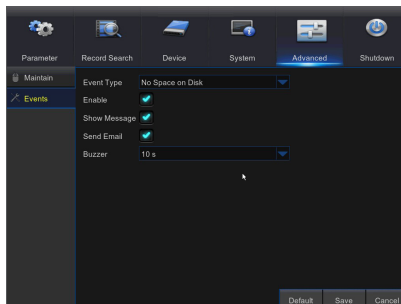 Parameter Record Search Device System Advanced Shutdown
Maintain
Events
Event Type No Space on Disk
Enable
Show Message
Send Email
Buzzer 10 s
Default Save Cancel